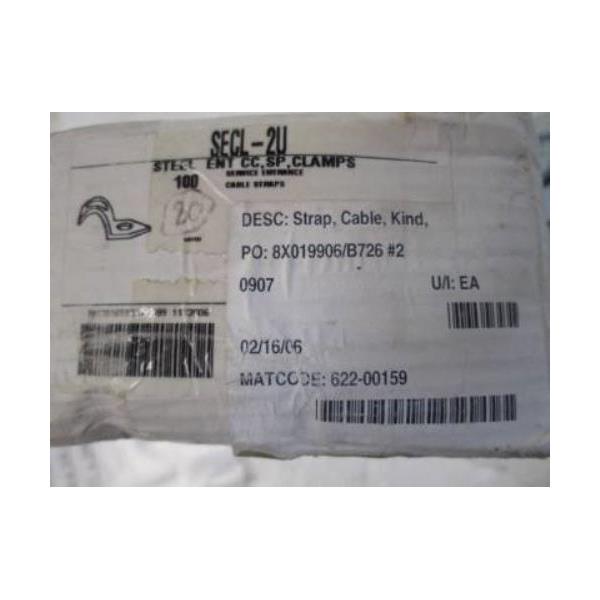 SECL-2U
STEEL ENT CC,SP,CLAMPS
SERVICE ENTRANCE
100 CABLE STRAPS
20
DESC: Strap, Cable, Kind,
PO: 8X019906/B726 #2
0907 U/I: EA
02/16/06
MATCODE: 622-00159